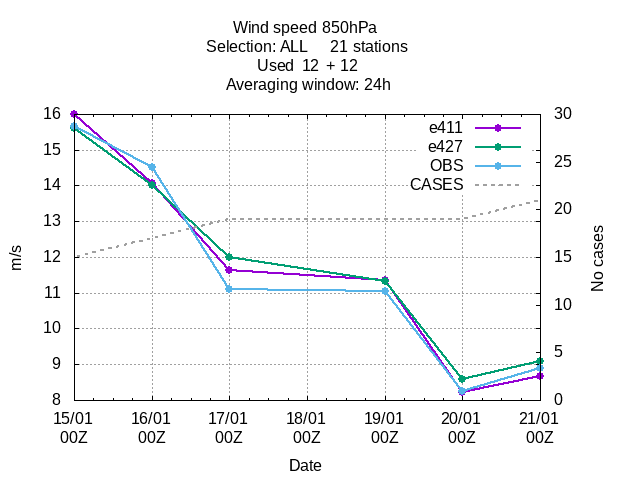 Wind speed 850hPa
Selection: ALL     21 stations
Used  12  + 12
Averaging window: 24h
16
15
14
13
12
11
10
9
8
m/s
30
25
20
15
10
5
0
No cases
e411
e427
OBS
CASES
15/01 16/01 17/01 18/01 19/01 20/01 21/01
00Z 00Z 00Z 00Z 00Z 00Z 00Z
Date